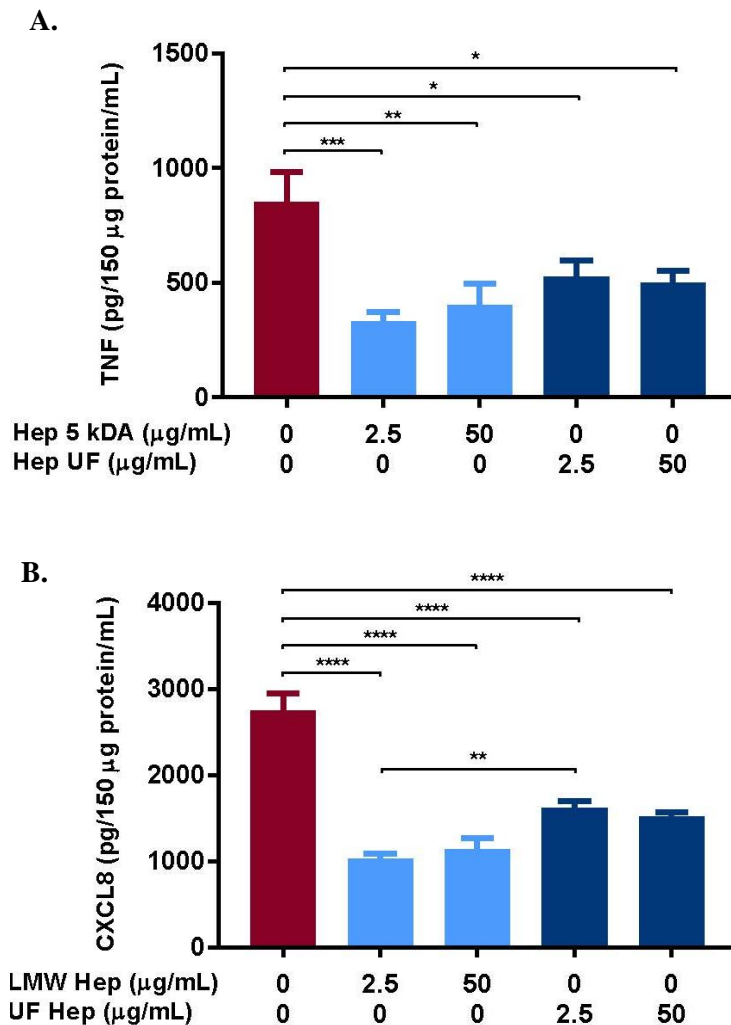 A.
TNF (pg/150 µg protein/mL)
1500
1000
500
0
*
*
**
***
Hep 5 kDA (µg/mL) 0 2.5 50 0 0
Hep UF (µg/mL) 0 0 0 2.5 50
B.
CXCL8 (pg/150 µg protein/mL)
4000
3000
2000
1000
0
****
****
****
****
**
LMW Hep (µg/mL) 0 2.5 50 0 0
UF Hep (µg/mL) 0 0 0 2.5 50